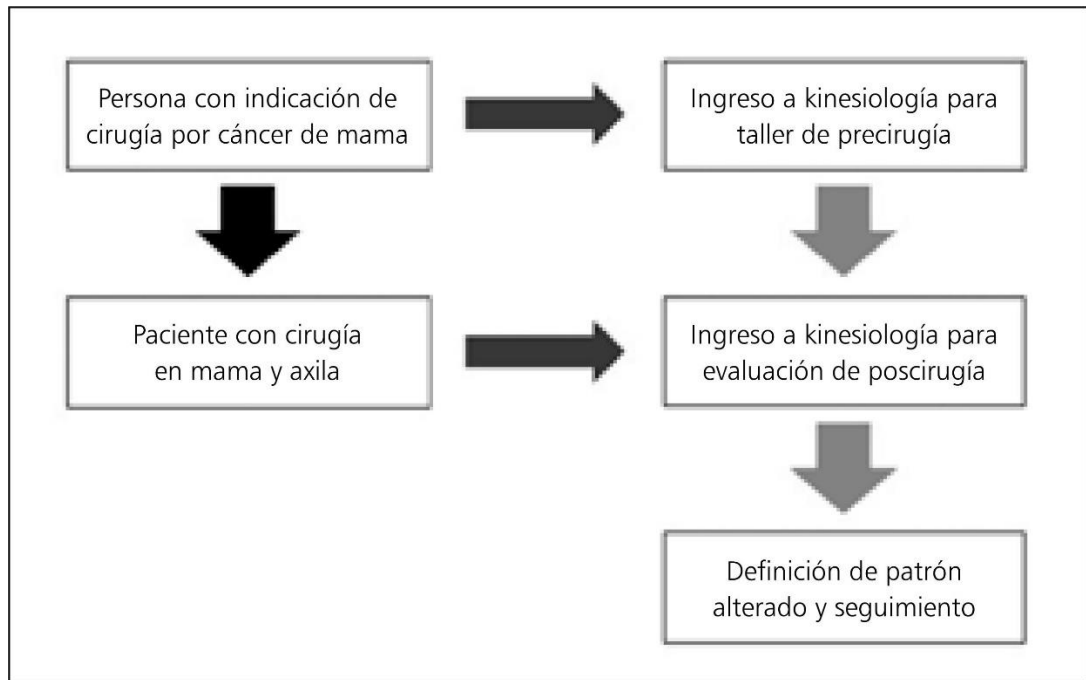 Persona con indicación de
cirugía por cáncer de mama
Ingreso a kinesiología para
taller de precirugía
Paciente con cirugía
en mama y axila
Ingreso a kinesiología para
evaluación de poscirugía
Definición de patrón
alterado y seguimiento